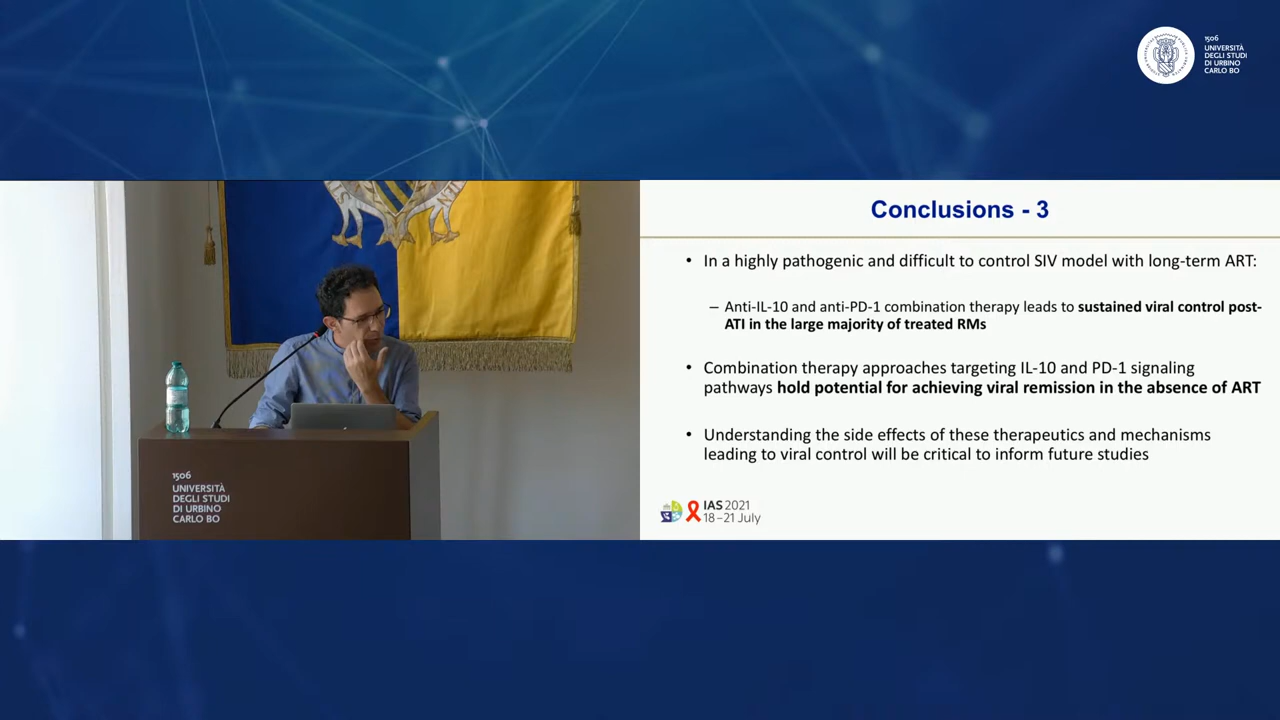 1506
UNIVERSITÀ
DEGLI STUDI
DI URBINO
CARLO BO
Conclusions - 3
• In a highly pathogenic and difficult to control SIV model with long-term ART:
– Anti-IL-10 and anti-PD-1 combination therapy leads to sustained viral control post-
ATI in the large majority of treated RMs
• Combination therapy approaches targeting IL-10 and PD-1 signaling
pathways hold potential for achieving viral remission in the absence of ART
• Understanding the side effects of these therapeutics and mechanisms
leading to viral control will be critical to inform future studies
IAS 2021
18–21 July
1506
UNIVERSITÀ
DEGLI STUDI
DI URBINO
CARLO BO